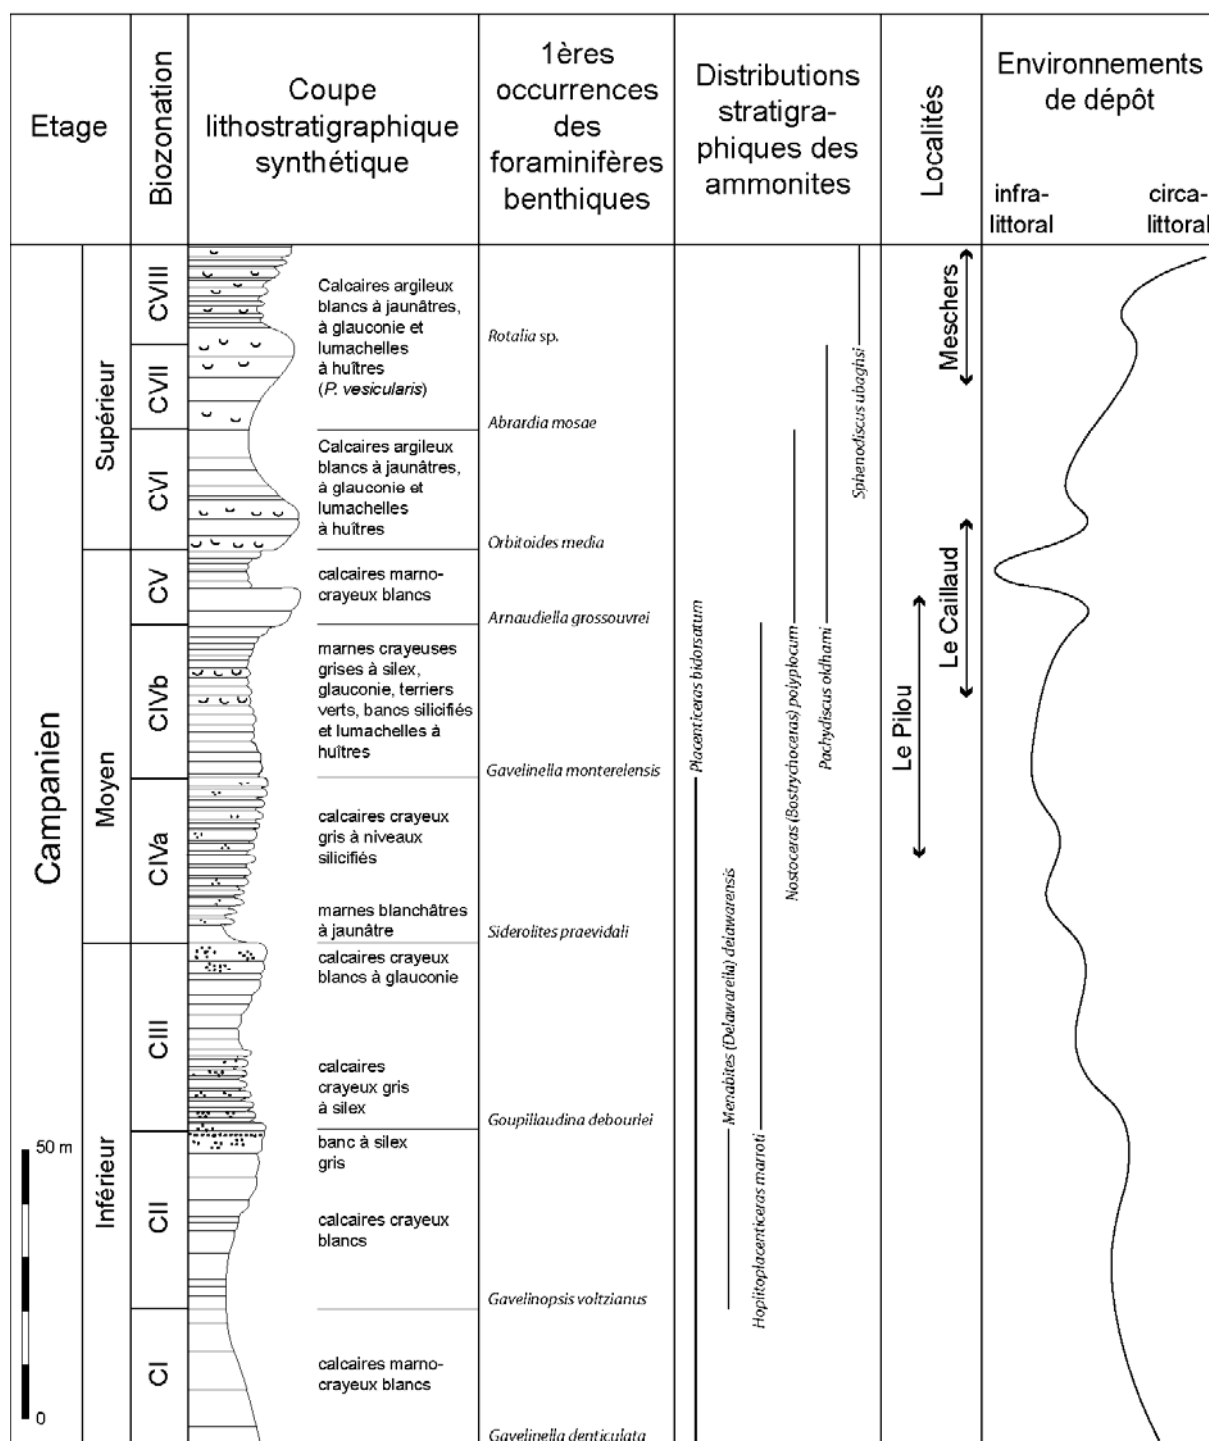 Etage
Biozonation
Coupe
lithostratigraphique
synthétique
1ères
occurrences
des
foraminifères
benthiques
Distributions
stratigra-
phiques des
ammonites
Localités
Environnements
de dépôt
infra-
littoral
circa-
littoral
Campanien
Supérieur
Moyen
Inférieur
CVIII
CVII
CVI
CV
CIVb
CIVa
CIII
CII
CI
50 m
0
Calcaires argileux
blancs à jaunâtres,
à glauconie et
lumachelles
à huîtres
(P. vesicularis)
Calcaires argileux
blancs à jaunâtres,
à glauconie et
lumachelles
à huîtres
calcaires marno-
crayeux blancs
marnes crayeuses
grises à silex,
glauconie, terriers
verts, bancs silicifiés
et lumachelles à
huîtres
calcaires crayeux
gris à niveaux
silicifiés
marnes blanchâtres
à jaunâtre
calcaires crayeux
blancs à glauconie
calcaires
crayeux gris
à silex
banc à silex
gris
calcaires crayeux
blancs
calcaires marno-
crayeux blancs
Rotalia sp.
Abrardia mosae
Orbitoides media
Arnaudiella grossouvrei
Gavelinella monterelensis
Siderolites praevidali
Goupillaudina debourlei
Gavelinopsis voltzianus
Gavelinella denticulata
Placenticeras bidorsatum
Menabites (Delawarella) delawarensis
Hoplitoplacenticeras marroti
Nostoceras (Bostrychoceras) polyplocum
Pachydiscus oldhami
Sphenodiscus ubaghsi
Meschers
Le Caillaud
Le Pilou